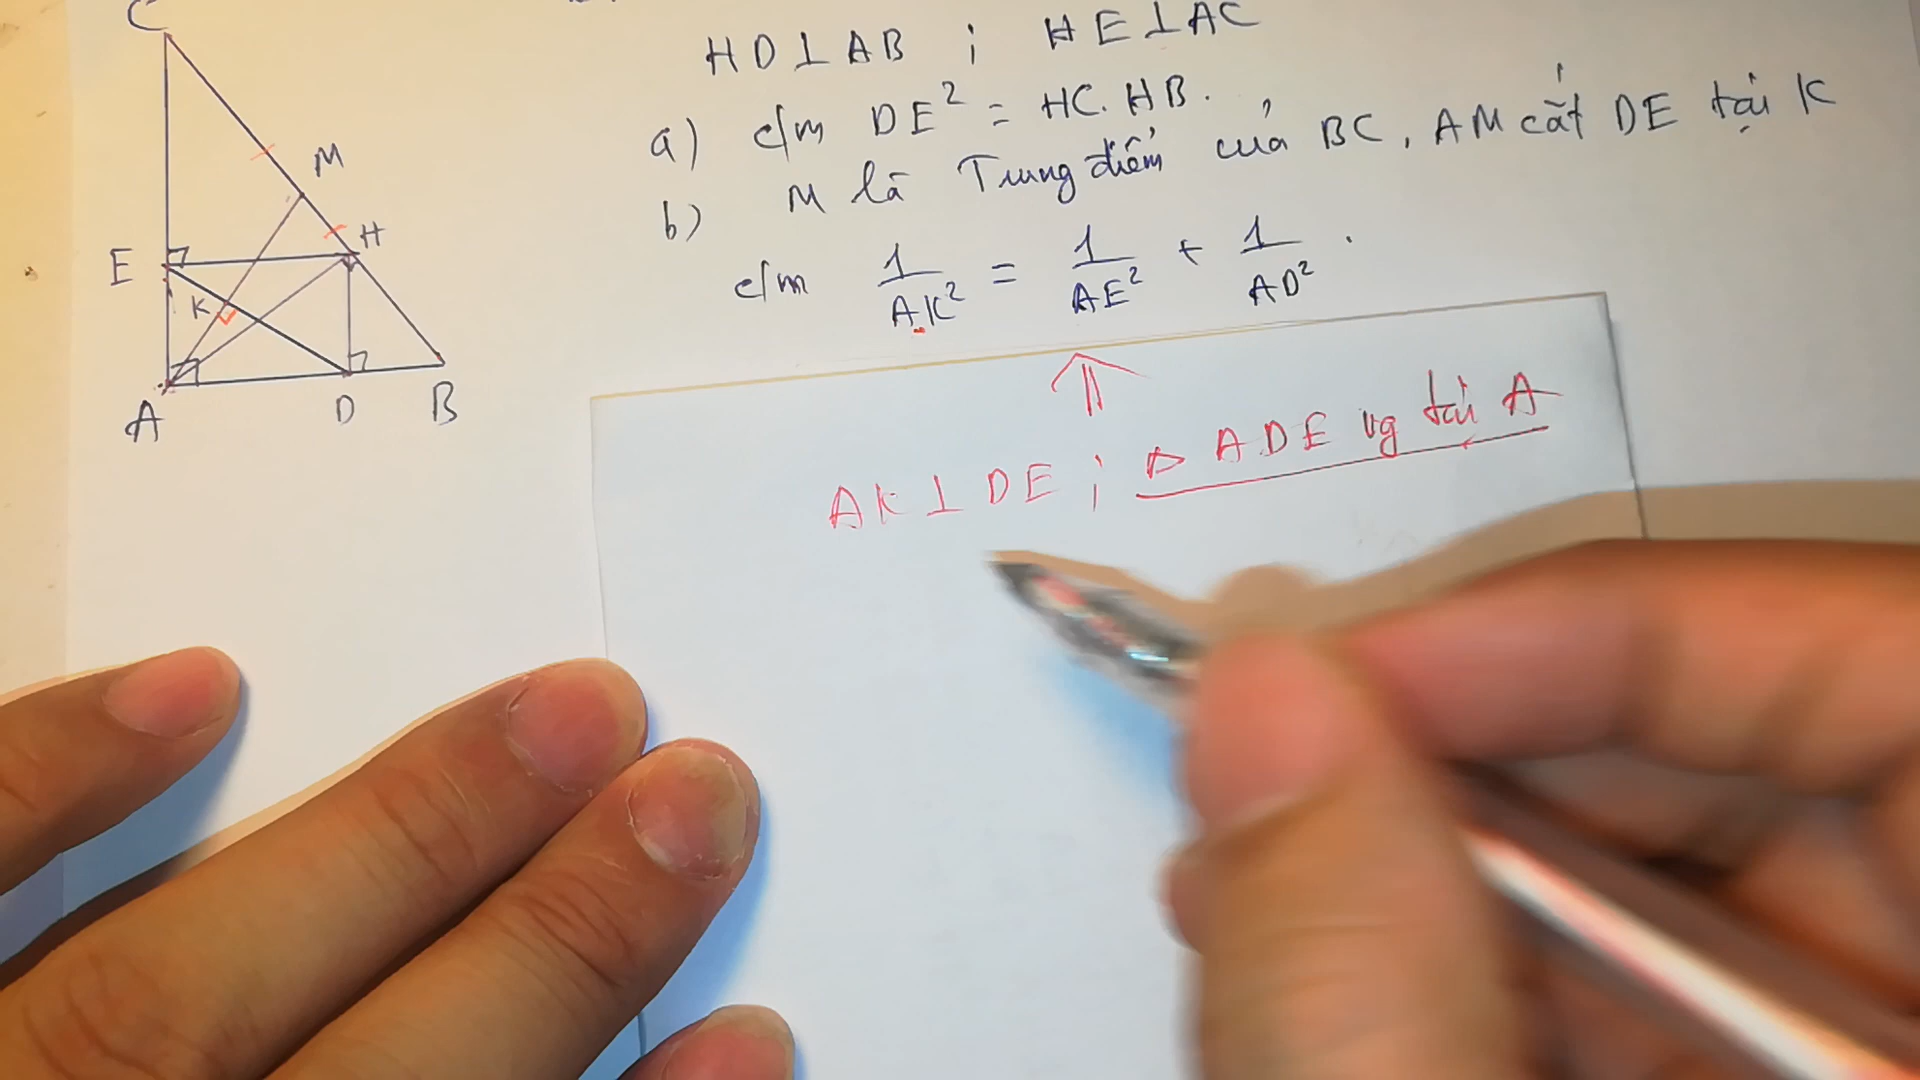 C
HD⊥AB ; HE⊥AC
a) c/m DE² = HC.HB.
b) M là Trung điểm của BC, AM cắt DE tại K
c/m 1/AK² = 1/AE² + 1/AD².
M
H
E
K
A D B
⇑
AK⊥DE ; ▷ADE vg tại A